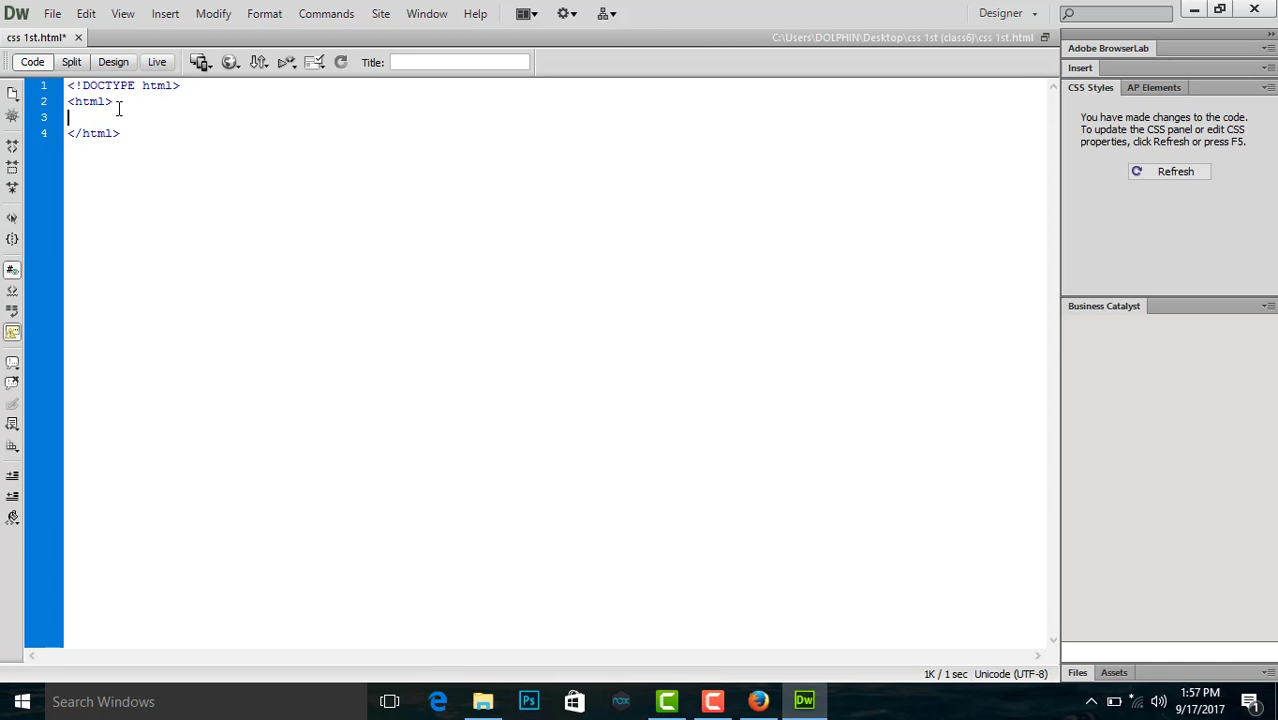 Dw File Edit View Insert Modify Format Commands Site Window Help Designer
css 1st.html* C:\Users\DOLPHIN\Desktop\css 1st (class6)\css 1st.html
Code Split Design Live Title:
1 <!DOCTYPE html>
2 <html>
3
4 </html>
Adobe BrowserLab
Insert
CSS Styles AP Elements
You have made changes to the code.
To update the CSS panel or edit CSS
properties, click Refresh or press F5.
Refresh
Business Catalyst
1K / 1 sec Unicode (UTF-8)
Files Assets
Search Windows
Ps
nox
Dw
1:57 PM
9/17/2017
1